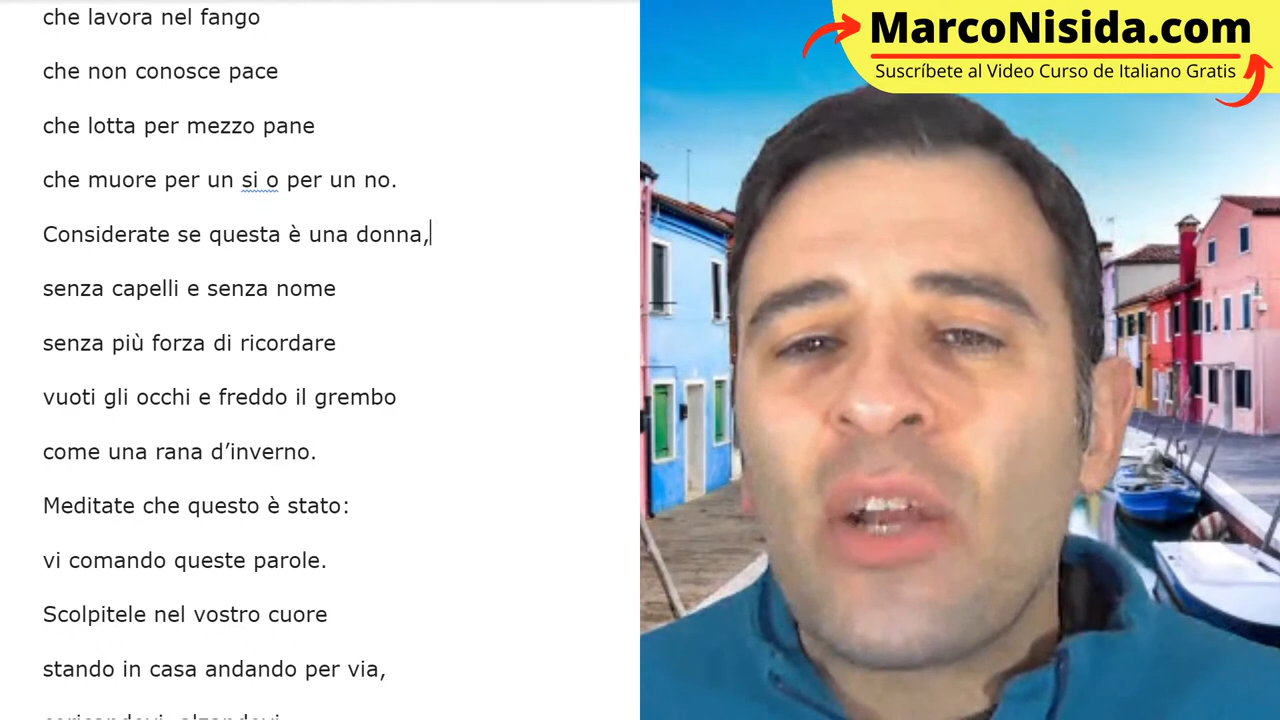 che lavora nel fango
che non conosce pace
che lotta per mezzo pane
che muore per un si o per un no.
Considerate se questa è una donna,
senza capelli e senza nome
senza più forza di ricordare
vuoti gli occhi e freddo il grembo
come una rana d’inverno.
Meditate che questo è stato:
vi comando queste parole.
Scolpitele nel vostro cuore
stando in casa andando per via,
MarcoNisida.com
Suscríbete al Video Curso de Italiano Gratis